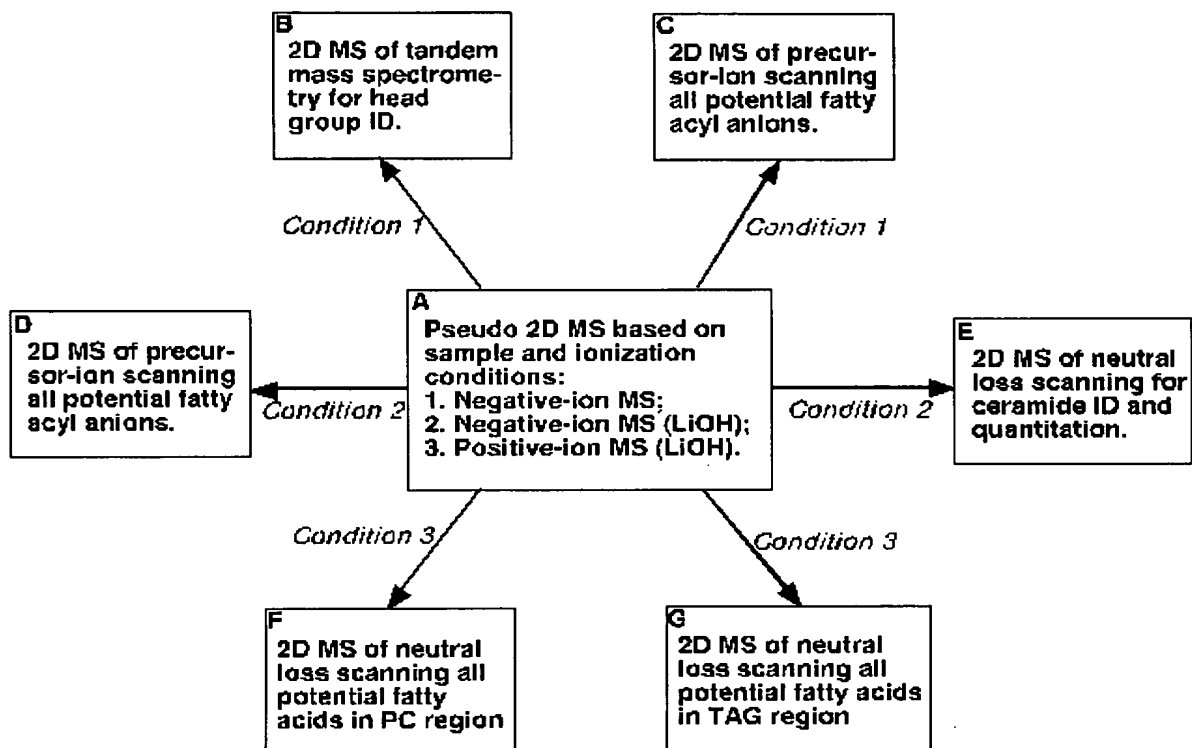 B
2D MS of tandem
mass spectrome-
try for head
group ID.
C
2D MS of precur-
sor-ion scanning
all potential fatty
acyl anions.
Condition 1
Condition 1
D
2D MS of precur-
sor-ion scanning
all potential fatty
acyl anions.
Condition 2
A
Pseudo 2D MS based on
sample and ionization
conditions:
1. Negative-ion MS;
2. Negative-ion MS (LiOH);
3. Positive-ion MS (LiOH).
Condition 2
E
2D MS of neutral
loss scanning for
ceramide ID and
quantitation.
Condition 3
Condition 3
F
2D MS of neutral
loss scanning all
potential fatty
acids in PC region
G
2D MS of neutral
loss scanning all
potential fatty acids
in TAG region